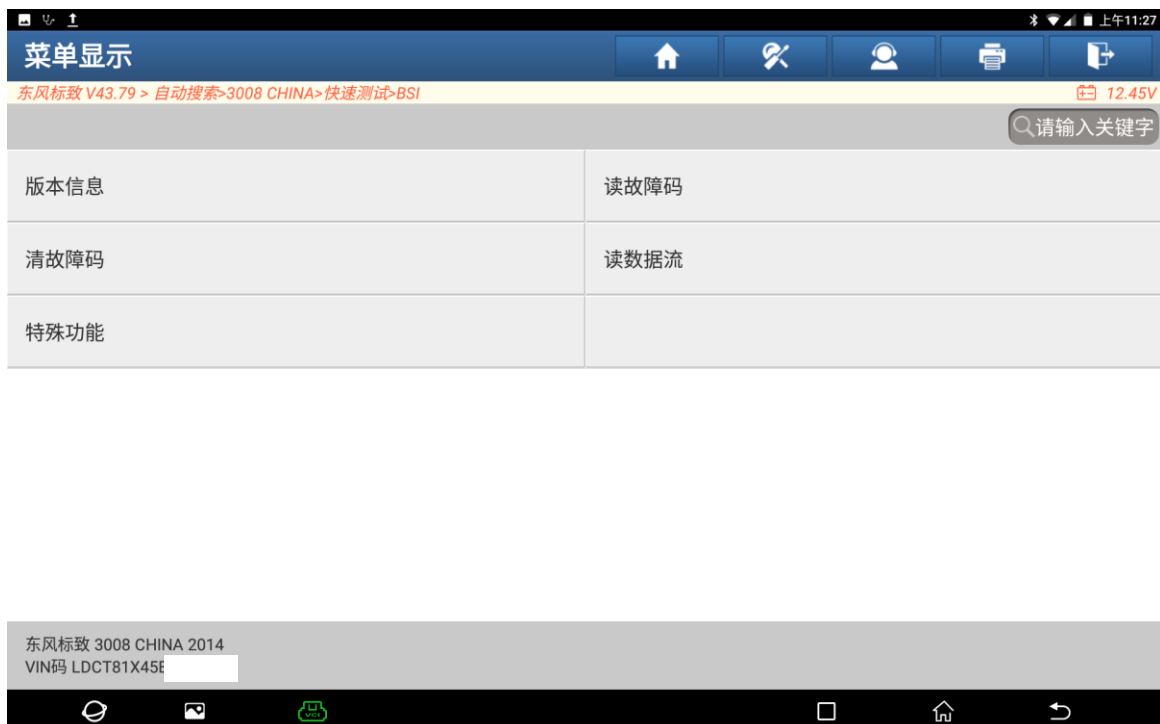 上午11:27
菜单显示
东风标致 V43.79 > 自动搜索>3008 CHINA>快速测试>BSI 12.45V
请输入关键字
版本信息 读故障码
清故障码 读数据流
特殊功能
东风标致 3008 CHINA 2014
VIN码 LDCT81X45E
VCI